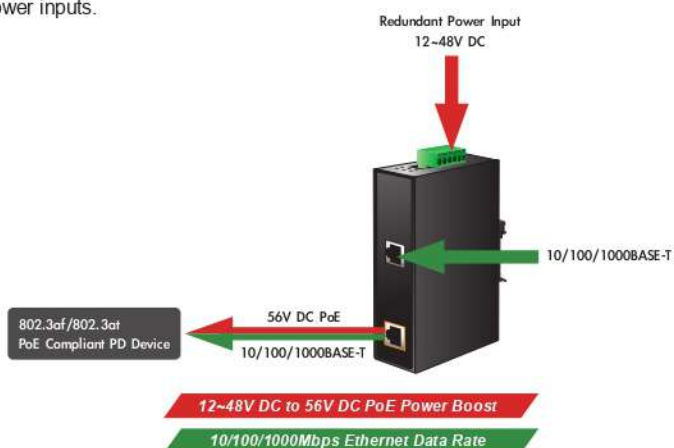 ower inputs.
Redundant Power Input
12~48V DC
10/100/1000BASE-T
56V DC PoE
802.3af/802.3at
PoE Compliant PD Device
10/100/1000BASE-T
12~48V DC to 56V DC PoE Power Boost
10/100/1000Mbps Ethernet Data Rate